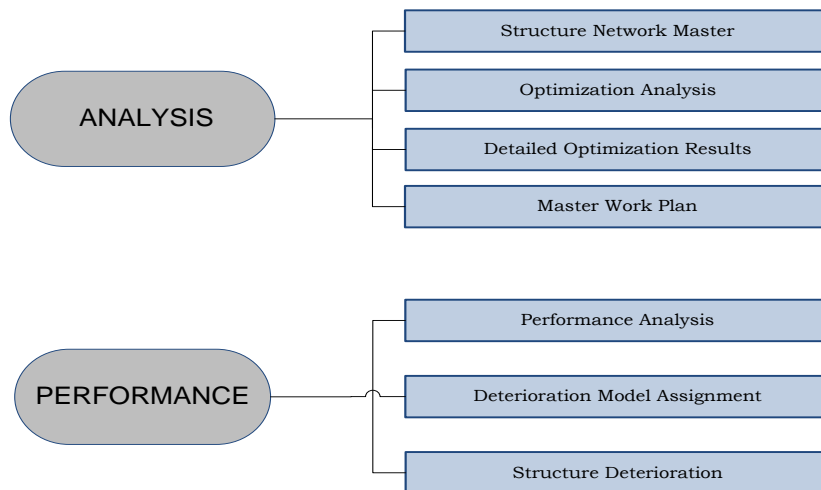 ANALYSIS
Structure Network Master
Optimization Analysis
Detailed Optimization Results
Master Work Plan
PERFORMANCE
Performance Analysis
Deterioration Model Assignment
Structure Deterioration